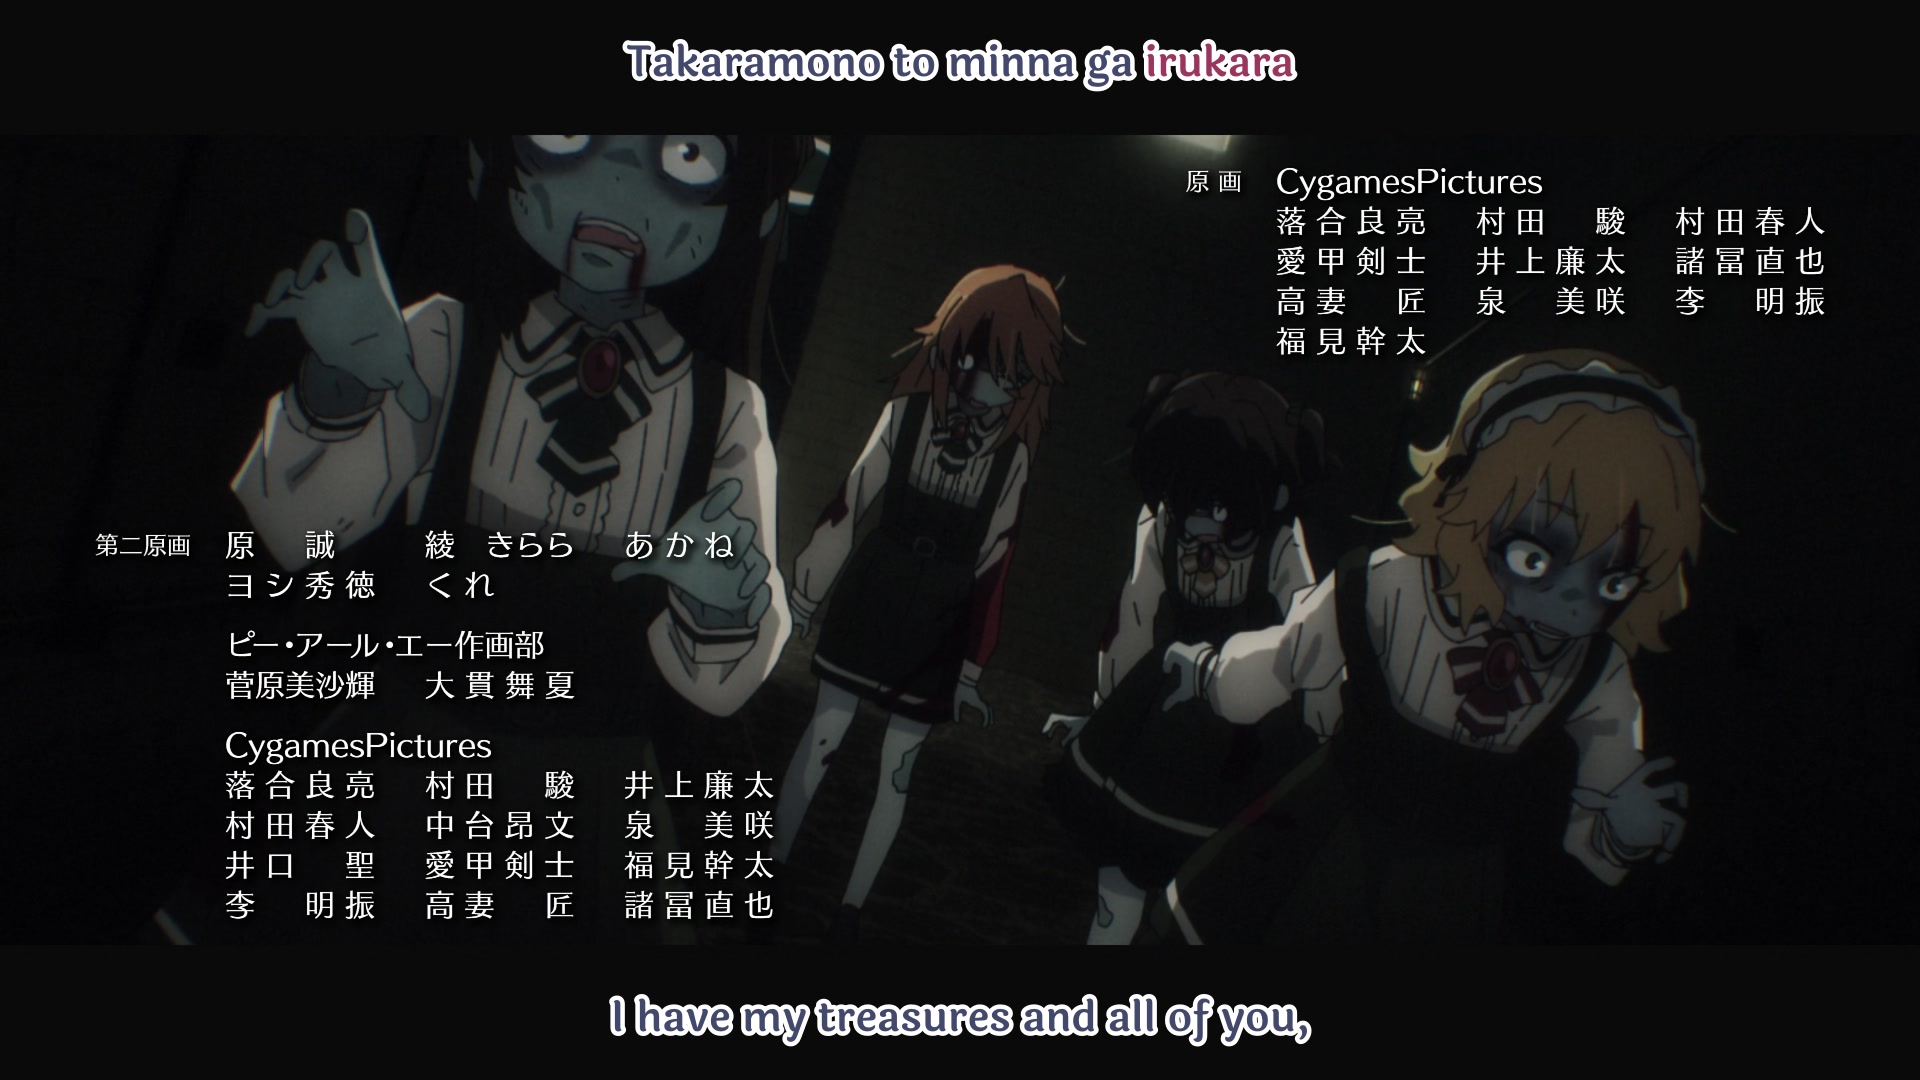 Takaramono to minna ga irukara
原画 CygamesPictures
落合良亮 村田 駿 村田春人
愛甲剣士 井上廉太 諸冨直也
高妻 匠 泉 美咲 李 明振
福見幹太
第二原画 原 誠 綾 きらら あかね
ヨシ秀徳 くれ
ピー・アール・エー作画部
菅原美沙輝 大貫舞夏
CygamesPictures
落合良亮 村田 駿 井上廉太
村田春人 中台昂文 泉 美咲
井口 聖 愛甲剣士 福見幹太
李 明振 高妻 匠 諸冨直也
I have my treasures and all of you,